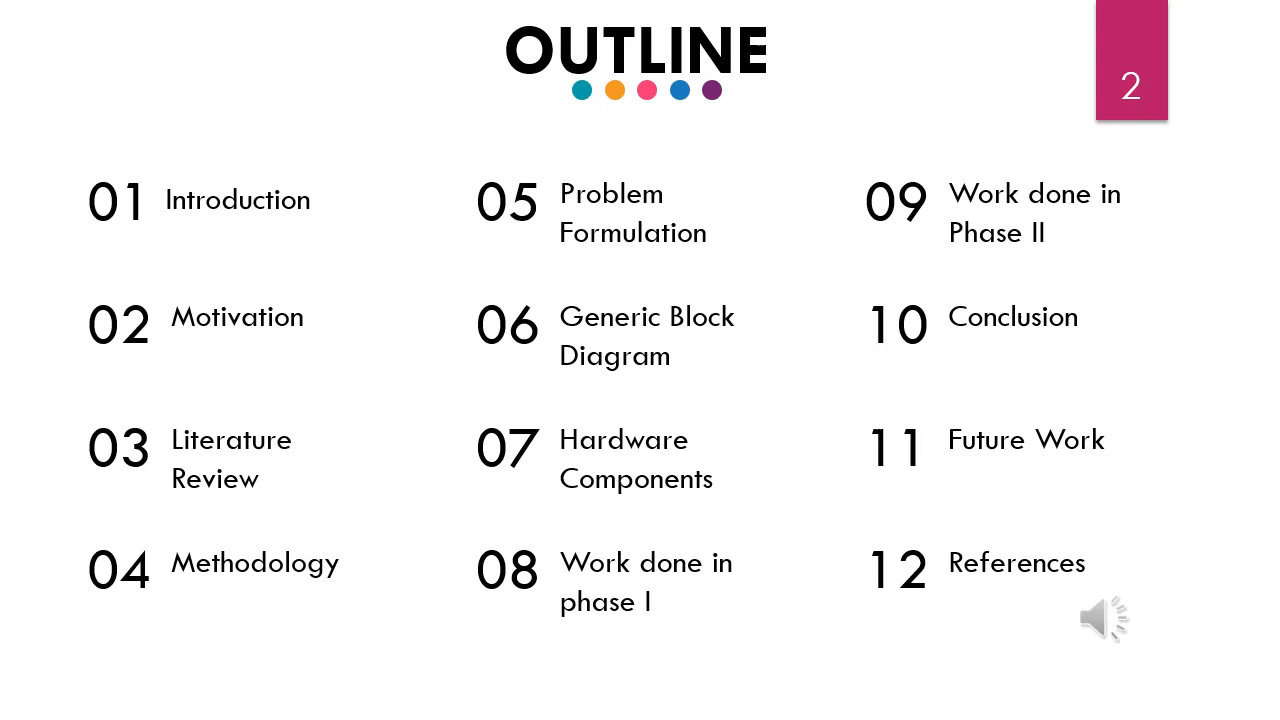 OUTLINE
2
01 Introduction
02 Motivation
03 Literature
Review
04 Methodology
05 Problem
Formulation
06 Generic Block
Diagram
07 Hardware
Components
08 Work done in
phase I
09 Work done in
Phase II
10 Conclusion
11 Future Work
12 References